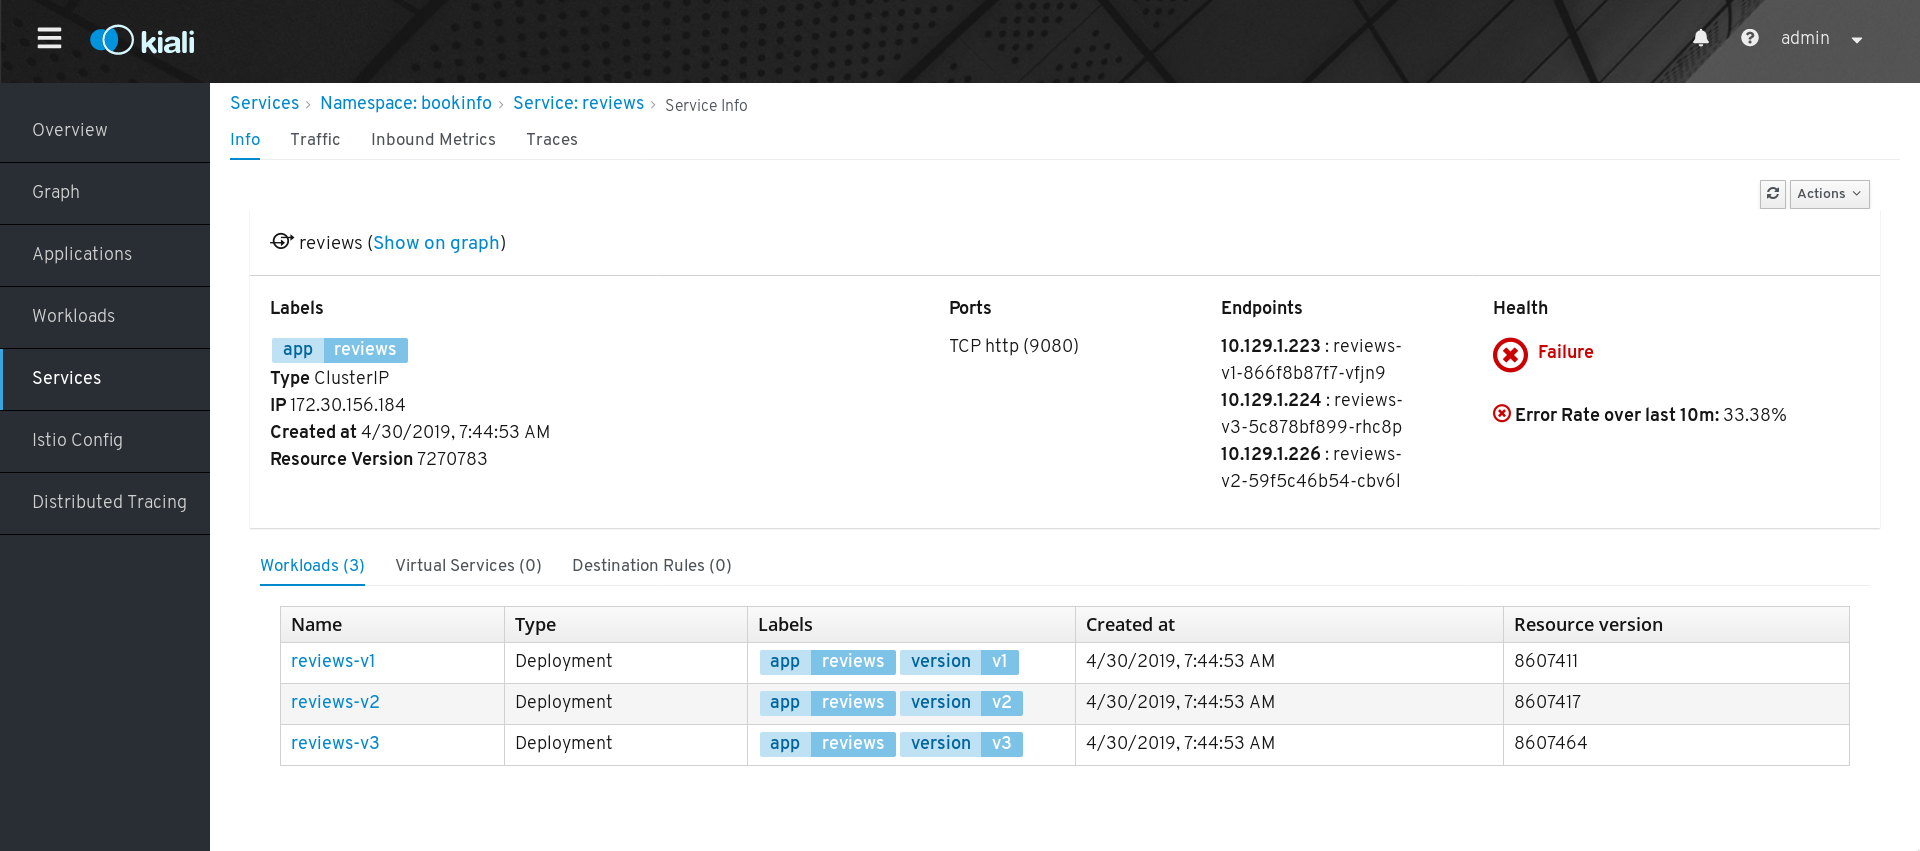 kiali
admin
Overview
Graph
Applications
Workloads
Services
Istio Config
Distributed Tracing
Services › Namespace: bookinfo › Service: reviews › Service Info
Info Traffic Inbound Metrics Traces
Actions
reviews (Show on graph)
Labels
app reviews
Type ClusterIP
IP 172.30.156.184
Created at 4/30/2019, 7:44:53 AM
Resource Version 7270783
Ports
TCP http (9080)
Endpoints
10.129.1.223 : reviews-
v1-866f8b87f7-vfjn9
10.129.1.224 : reviews-
v3-5c878bf899-rhc8p
10.129.1.226 : reviews-
v2-59f5c46b54-cbv6l
Health
Failure
Error Rate over last 10m: 33.38%
Workloads (3) Virtual Services (0) Destination Rules (0)
Name Type Labels Created at Resource version
reviews-v1 Deployment app reviews version v1 4/30/2019, 7:44:53 AM 8607411
reviews-v2 Deployment app reviews version v2 4/30/2019, 7:44:53 AM 8607417
reviews-v3 Deployment app reviews version v3 4/30/2019, 7:44:53 AM 8607464